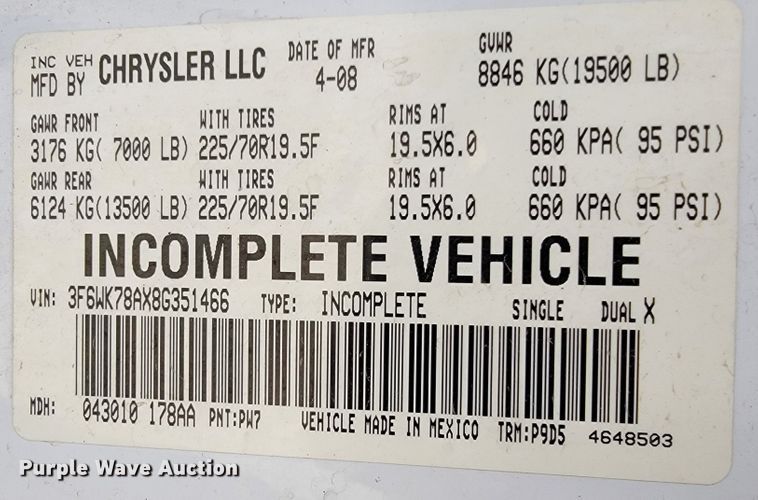 INC VEH
MFD BY CHRYSLER LLC DATE OF MFR 4-08 GVWR 8846 KG(19500 LB)
GAWR FRONT WITH TIRES RIMS AT COLD
3176 KG( 7000 LB) 225/70R19.5F 19.5X6.0 660 KPA( 95 PSI)
GAWR REAR WITH TIRES RIMS AT COLD
6124 KG(13500 LB) 225/70R19.5F 19.5X6.0 660 KPA( 95 PSI)
INCOMPLETE VEHICLE
VIN: 3F6WK78AX8G351466 TYPE: INCOMPLETE SINGLE DUAL X
MDH: 043010 178AA PNT:PW7 VEHICLE MADE IN MEXICO TRM:P9D5 4648503
Purple Wave Auction